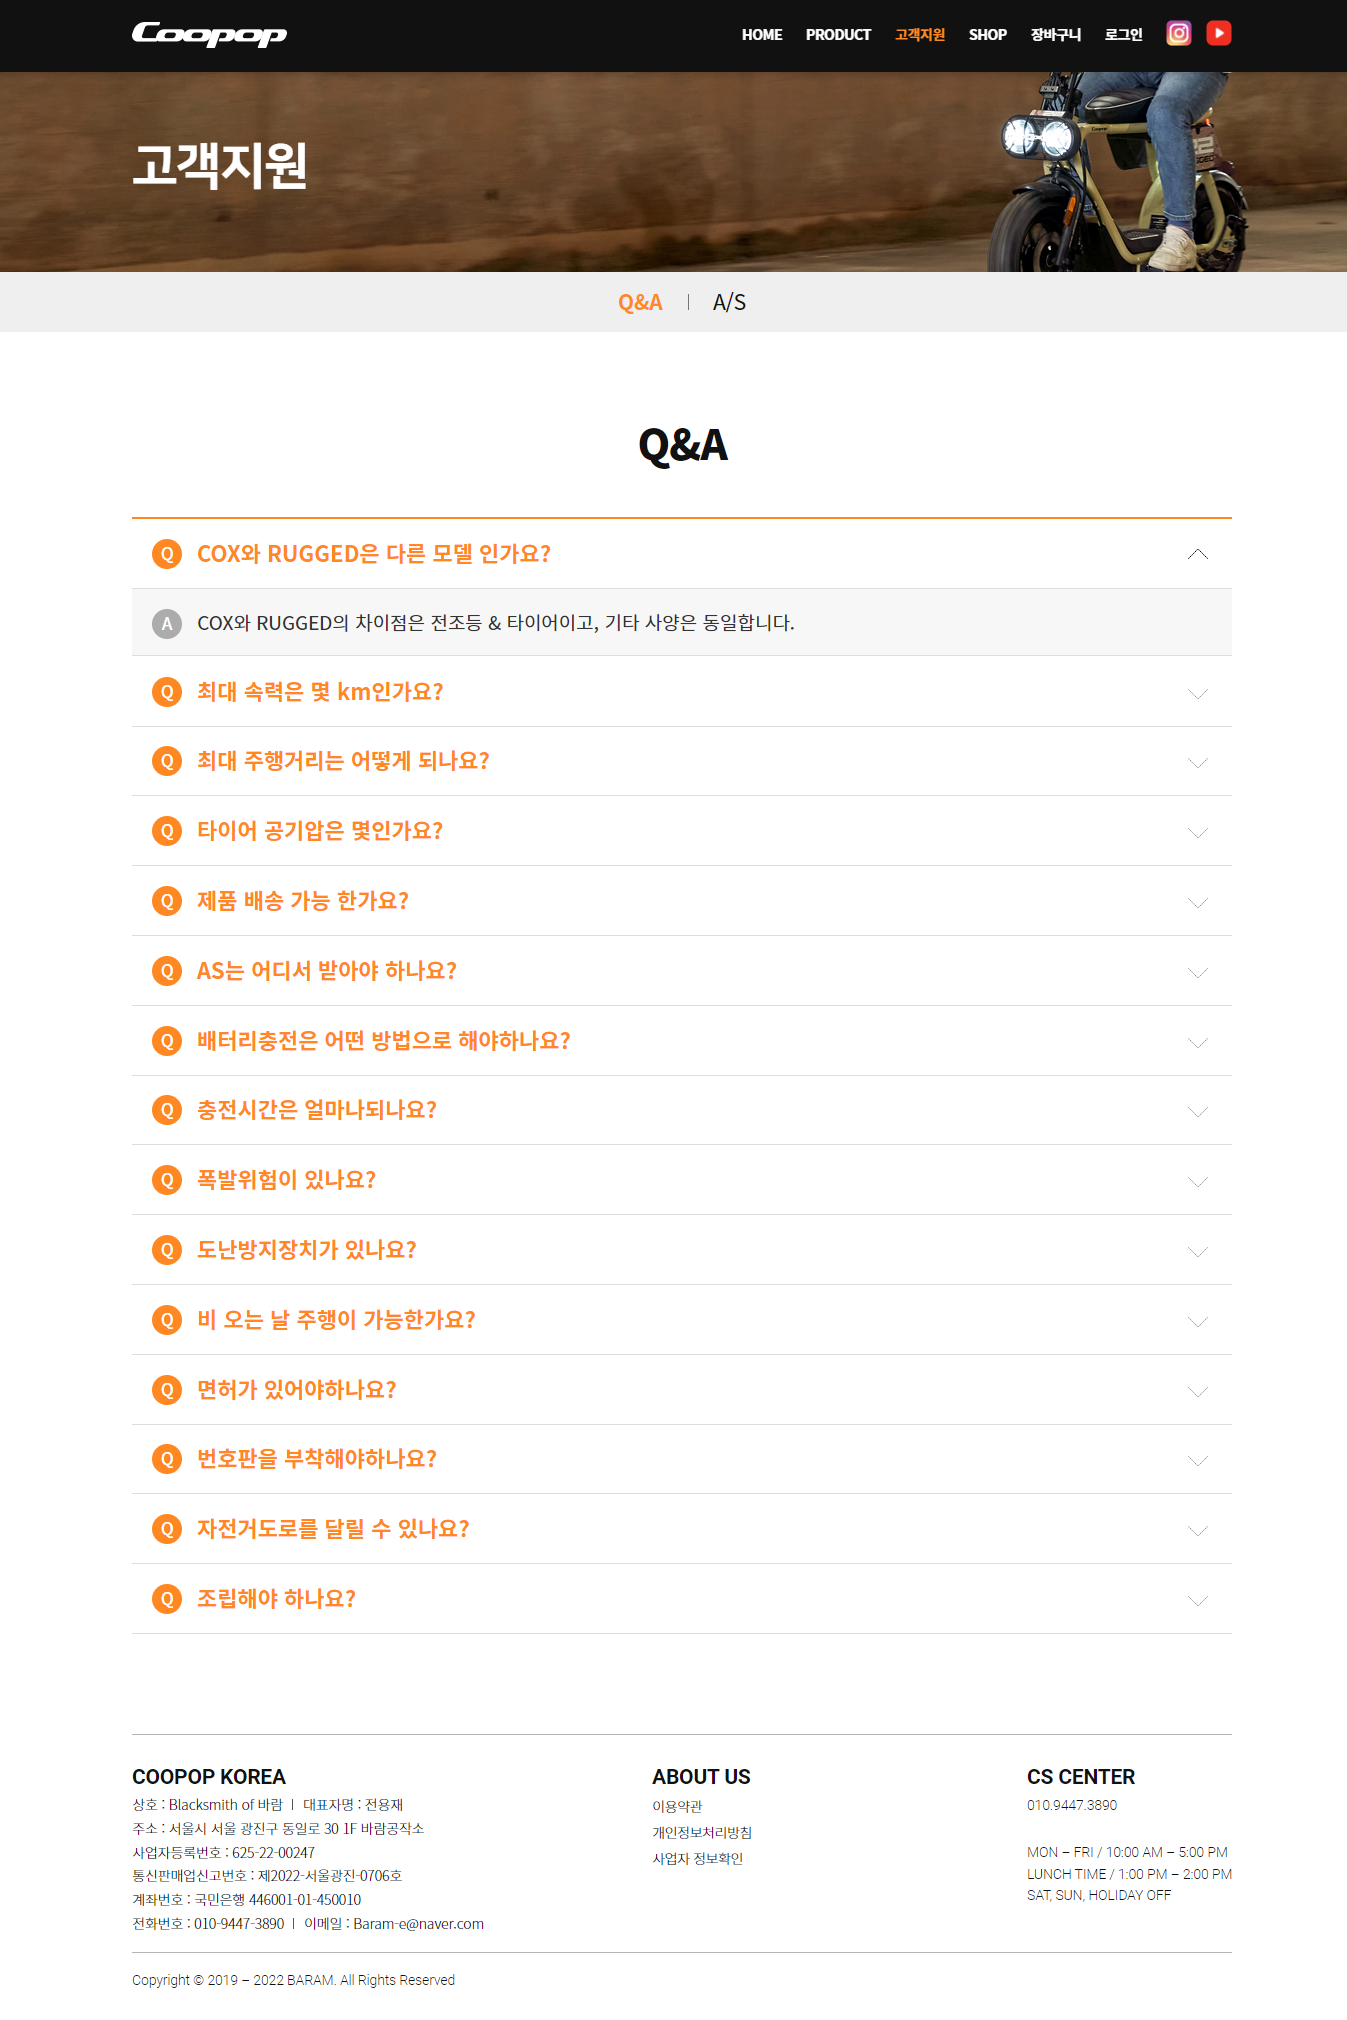 Coopop
HOME PRODUCT 고객지원 SHOP 장바구니 로그인
고객지원
Q&A | A/S
Q&A
Q COX와 RUGGED은 다른 모델 인가요?
A COX와 RUGGED의 차이점은 전조등 & 타이어이고, 기타 사양은 동일합니다.
Q 최대 속력은 몇 km인가요?
Q 최대 주행거리는 어떻게 되나요?
Q 타이어 공기압은 몇인가요?
Q 제품 배송 가능 한가요?
Q AS는 어디서 받아야 하나요?
Q 배터리충전은 어떤 방법으로 해야하나요?
Q 충전시간은 얼마나되나요?
Q 폭발위험이 있나요?
Q 도난방지장치가 있나요?
Q 비 오는 날 주행이 가능한가요?
Q 면허가 있어야하나요?
Q 번호판을 부착해야하나요?
Q 자전거도로를 달릴 수 있나요?
Q 조립해야 하나요?
COOPOP KOREA
상호 : Blacksmith of 바람 ㅣ 대표자명 : 전용재
주소 : 서울시 서울 광진구 동일로 30 1F 바람공작소
사업자등록번호 : 625-22-00247
통신판매업신고번호 : 제2022-서울광진-0706호
계좌번호 : 국민은행 446001-01-450010
전화번호 : 010-9447-3890 ㅣ 이메일 : Baram-e@naver.com
ABOUT US
이용약관
개인정보처리방침
사업자 정보확인
CS CENTER
010.9447.3890
MON – FRI / 10:00 AM – 5:00 PM
LUNCH TIME / 1:00 PM – 2:00 PM
SAT, SUN, HOLIDAY OFF
Copyright © 2019 – 2022 BARAM. All Rights Reserved